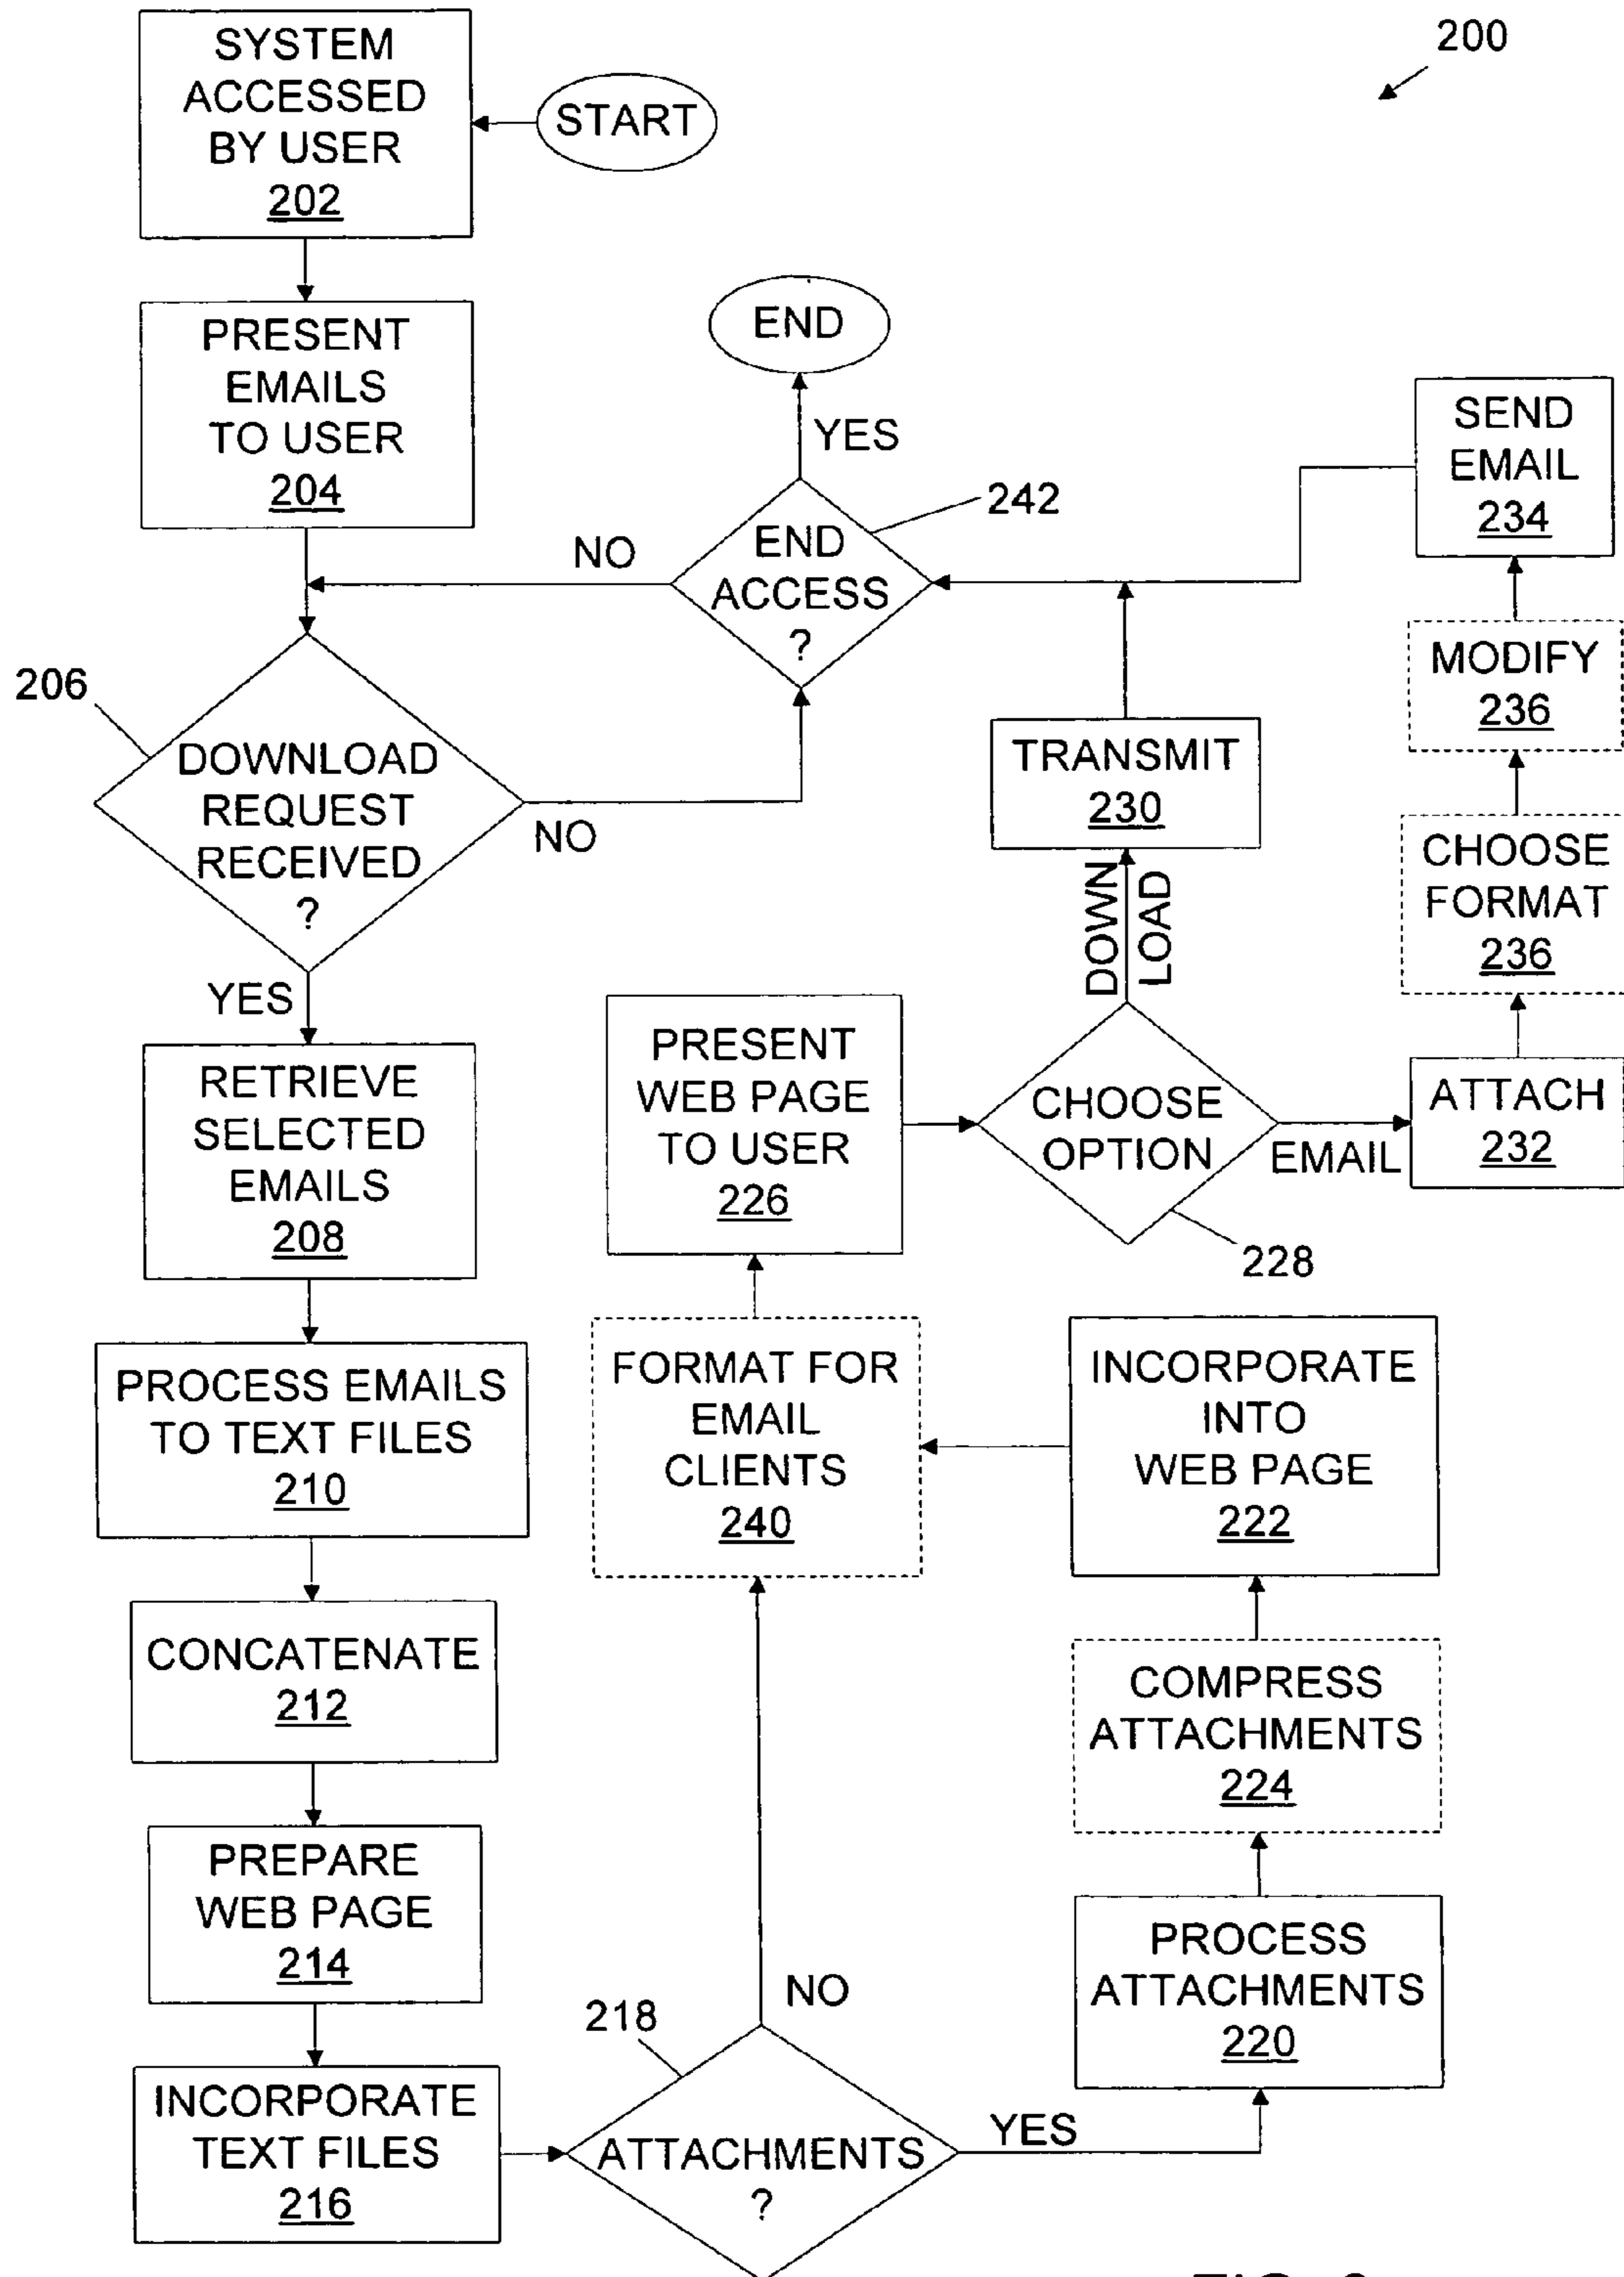 200
SYSTEM
ACCESSED
BY USER
202
START
PRESENT
EMAILS
TO USER
204
END
YES
242
END
ACCESS
?
NO
SEND
EMAIL
234
MODIFY
236
CHOOSE
FORMAT
236
ATTACH
232
206
DOWNLOAD
REQUEST
RECEIVED
?
NO
YES
TRANSMIT
230
DOWN
LOAD
RETRIEVE
SELECTED
EMAILS
208
PRESENT
WEB PAGE
TO USER
226
CHOOSE
OPTION
EMAIL
228
PROCESS EMAILS
TO TEXT FILES
210
FORMAT FOR
EMAIL
CLIENTS
240
INCORPORATE
INTO
WEB PAGE
222
CONCATENATE
212
COMPRESS
ATTACHMENTS
224
PREPARE
WEB PAGE
214
PROCESS
ATTACHMENTS
220
INCORPORATE
TEXT FILES
216
218
NO
ATTACHMENTS
?
YES